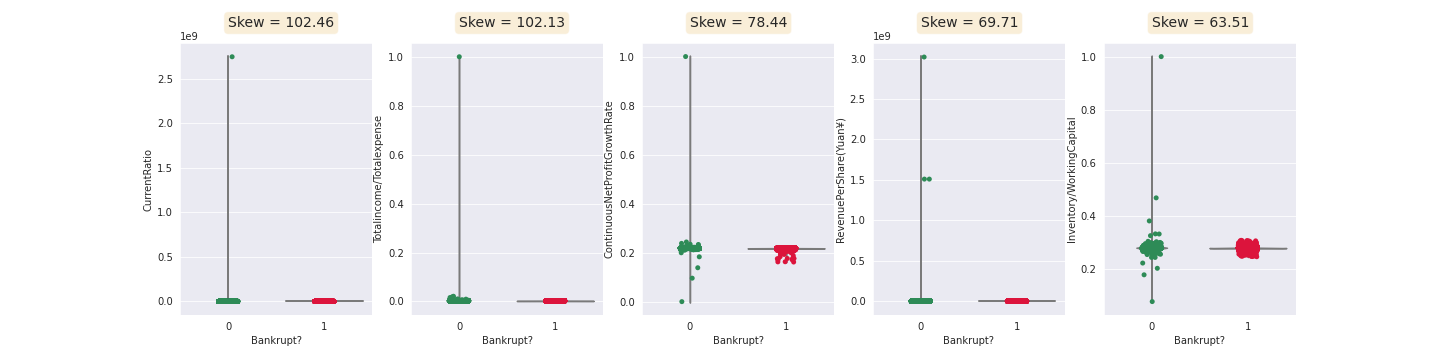 Skew = 102.46
Skew = 102.13
Skew = 78.44
Skew = 69.71
Skew = 63.51
1e9
CurrentRatio
2.5
2.0
1.5
1.0
0.5
0.0
0 1
Bankrupt?
Totalincome/Totalexpense
1.0
0.8
0.6
0.4
0.2
0.0
0 1
Bankrupt?
ContinuousNetProfitGrowthRate
1.0
0.8
0.6
0.4
0.2
0.0
0 1
Bankrupt?
1e9
RevenuePerShare(Yuan¥)
3.0
2.5
2.0
1.5
1.0
0.5
0.0
0 1
Bankrupt?
Inventory/WorkingCapital
1.0
0.8
0.6
0.4
0.2
0 1
Bankrupt?